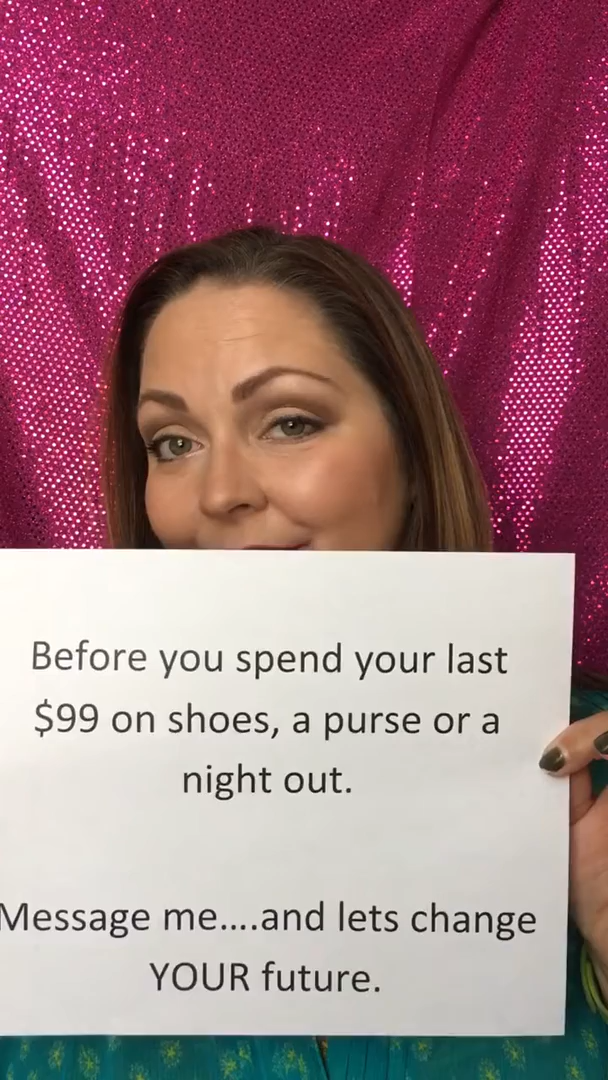 Before you spend your last
$99 on shoes, a purse or a
night out.
Message me....and lets change
YOUR future.